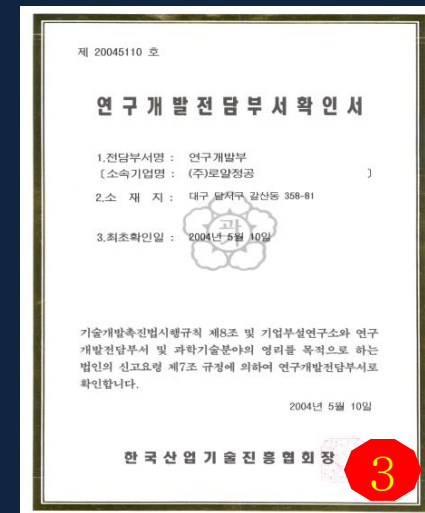 제 20045110 호
연구개발전담부서확인서
1.전담부서명 : 연구개발부
〔소속기업명 : (주)로얄정공 〕
2.소 재 지 : 대구 달서구 갈산동 358-81
3.최초확인일 : 2004년 5월 10일
과
기술개발촉진법시행규칙 제8조 및 기업부설연구소와 연구
개발전담부서 및 과학기술분야의 영리를 목적으로 하는
법인의 신고요령 제7조 규정에 의하여 연구개발전담부서로
확인합니다.
2004년 5월 10일
한국산업기술진흥협회장
3